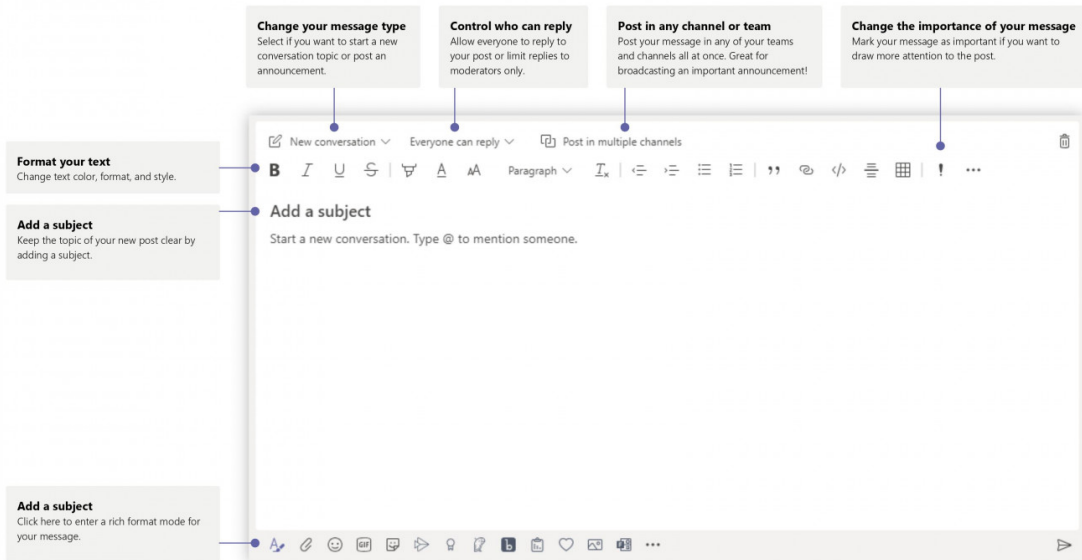 Change your message type
Select if you want to start a new
conversation topic or post an
announcement.
Control who can reply
Allow everyone to reply to
your post or limit replies to
moderators only.
Post in any channel or team
Post your message in any of your teams
and channels all at once. Great for
broadcasting an important announcement!
Change the importance of your message
Mark your message as important if you want to
draw more attention to the post.
New conversation Everyone can reply Post in multiple channels
Format your text
Change text color, format, and style.
B I U S A AA Paragraph Tx
Add a subject
Keep the topic of your new post clear by
adding a subject.
Add a subject
Start a new conversation. Type @ to mention someone.
Add a subject
Click here to enter a rich format mode for
your message.
GIF b